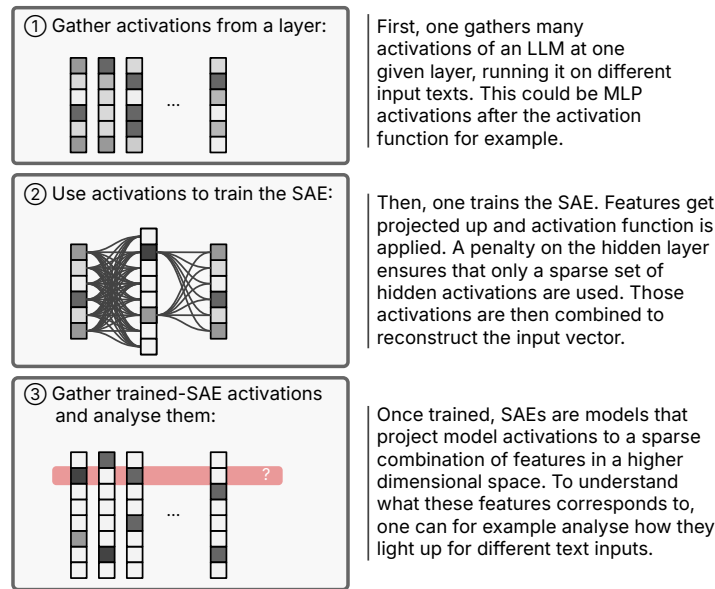 ① Gather activations from a layer:
...
First, one gathers many
activations of an LLM at one
given layer, running it on different
input texts. This could be MLP
activations after the activation
function for example.
② Use activations to train the SAE:
Then, one trains the SAE. Features get
projected up and activation function is
applied. A penalty on the hidden layer
ensures that only a sparse set of
hidden activations are used. Those
activations are then combined to
reconstruct the input vector.
③ Gather trained-SAE activations
and analyse them:
?
...
Once trained, SAEs are models that
project model activations to a sparse
combination of features in a higher
dimensional space. To understand
what these features corresponds to,
one can for example analyse how they
light up for different text inputs.